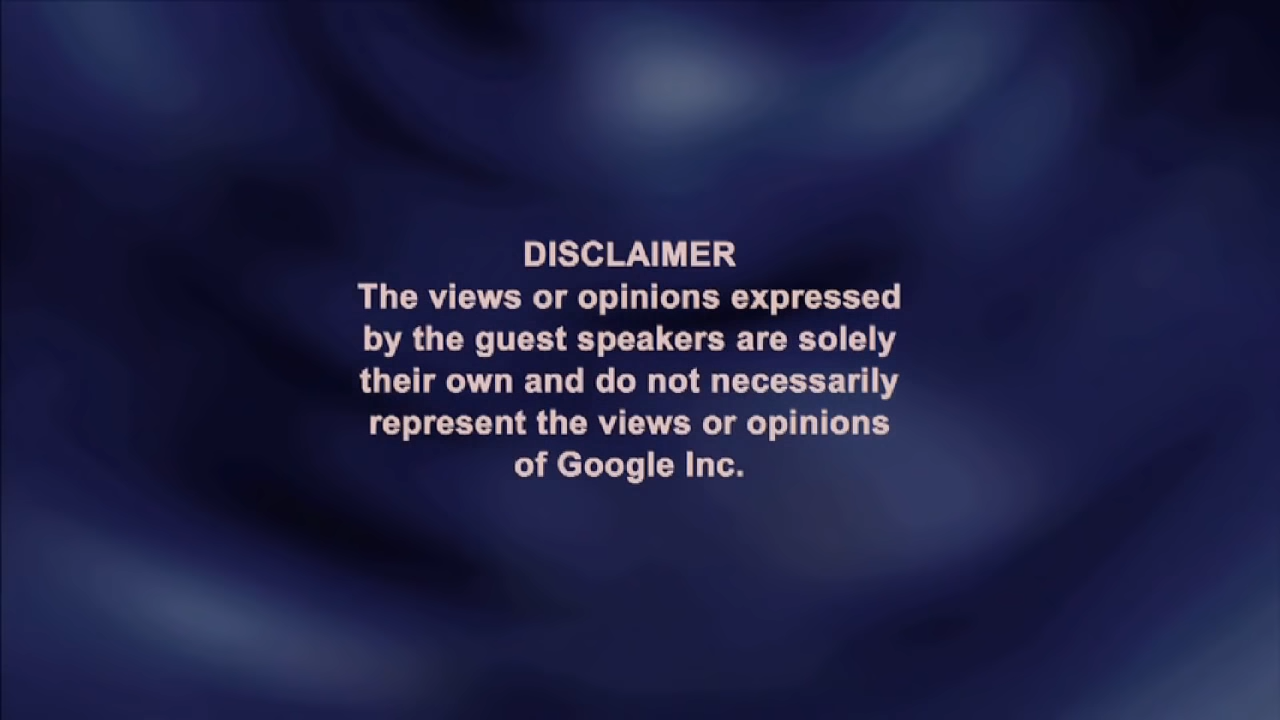 DISCLAIMER
The views or opinions expressed
by the guest speakers are solely
their own and do not necessarily
represent the views or opinions
of Google Inc.